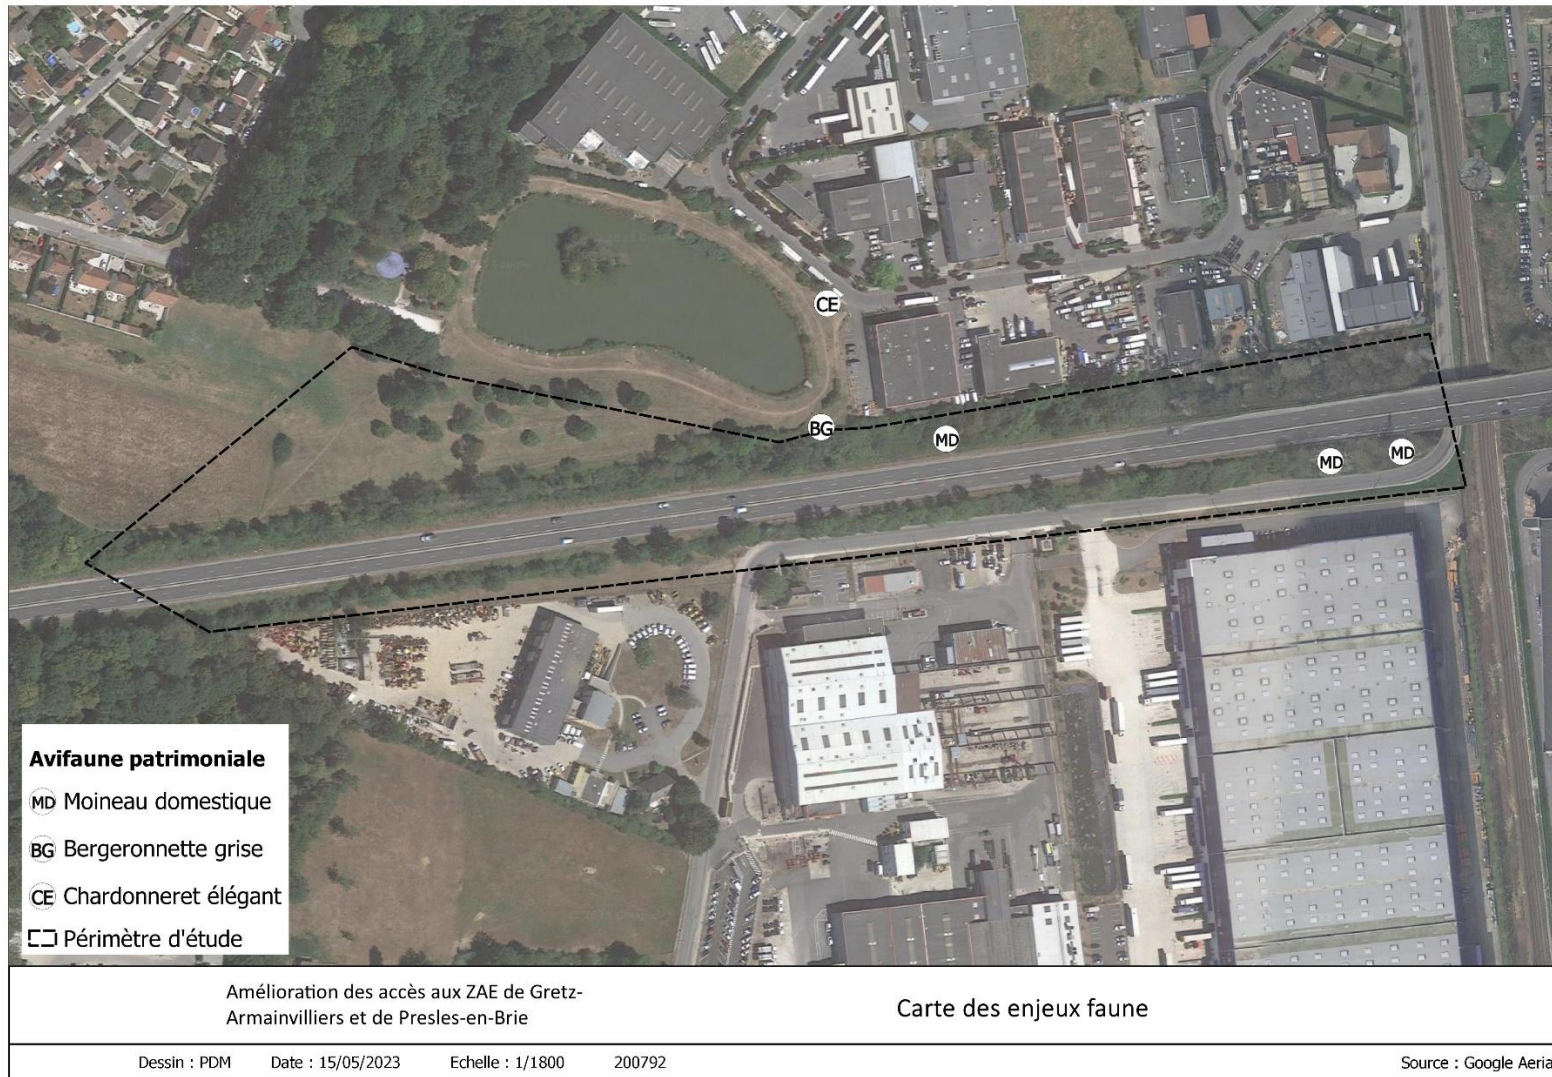 CE
BG
MD
MD
MD
Avifaune patrimoniale
MD Moineau domestique
BG Bergeronnette grise
CE Chardonneret élégant
Périmètre d'étude
Amélioration des accès aux ZAE de Gretz-
Armainvilliers et de Presles-en-Brie
Carte des enjeux faune
Dessin : PDM Date : 15/05/2023 Echelle : 1/1800 200792 Source : Google Aeria